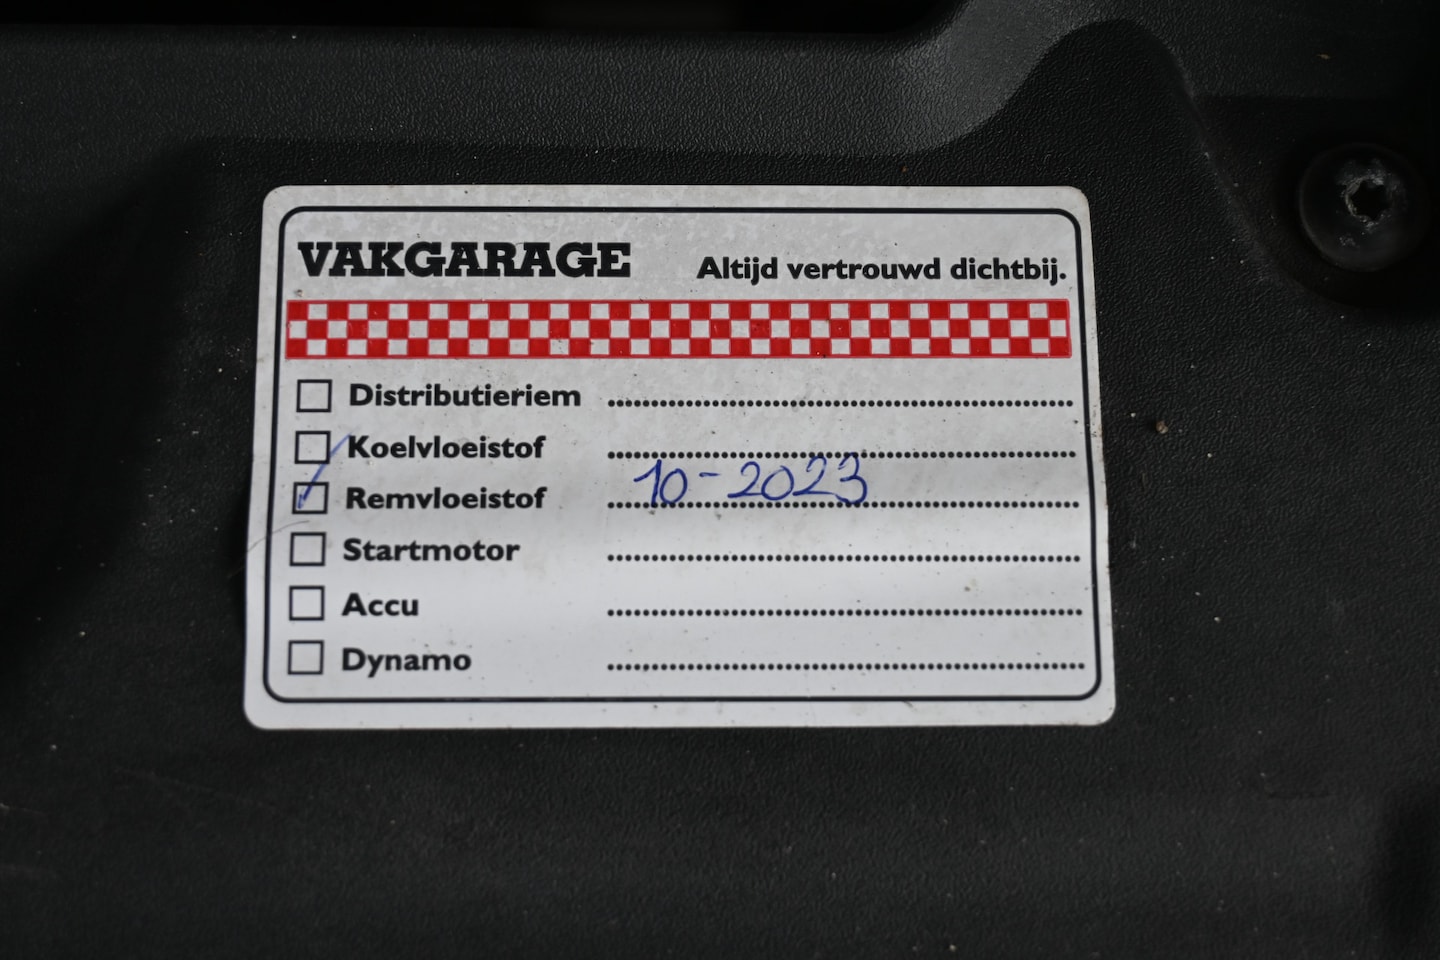 VAKGARAGE Altijd vertrouwd dichtbij.
Distributieriem ................................................
Koelvloeistof ................................................
Remvloeistof 10-2023
Startmotor ................................................
Accu ................................................
Dynamo ................................................